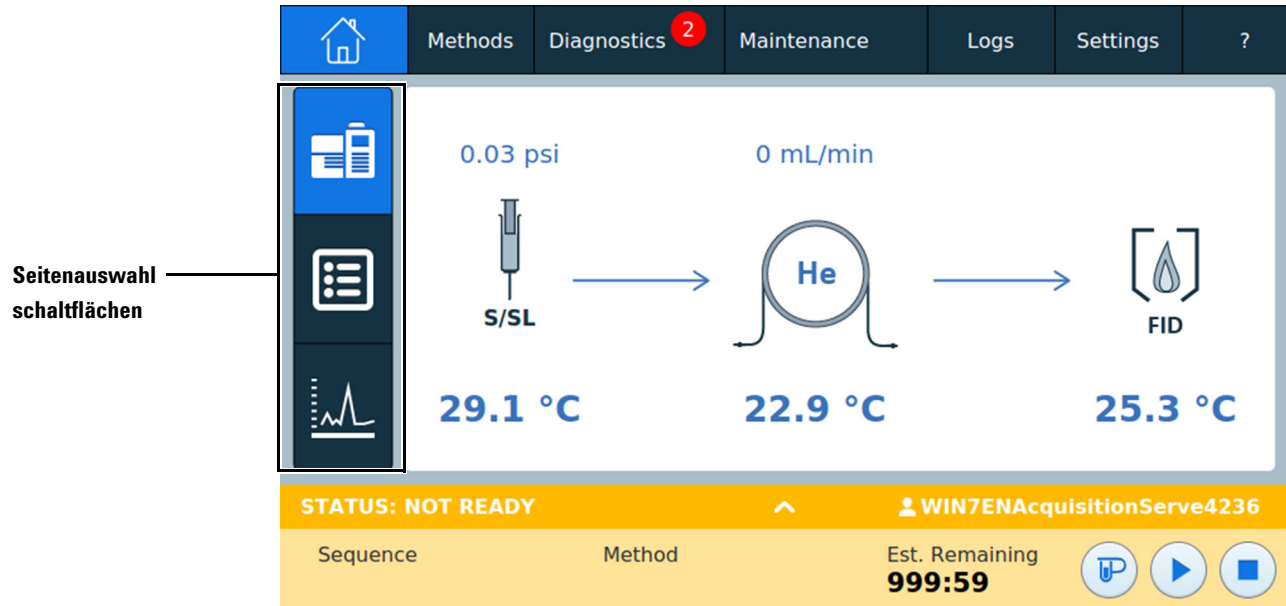 Methods Diagnostics 2 Maintenance Logs Settings ?
0.03 psi 0 mL/min
Seitenauswahl
schaltflächen
He
S/SL
FID
29.1 °C 22.9 °C 25.3 °C
STATUS: NOT READY WIN7ENAcquisitionServe4236
Sequence Method Est. Remaining
999:59